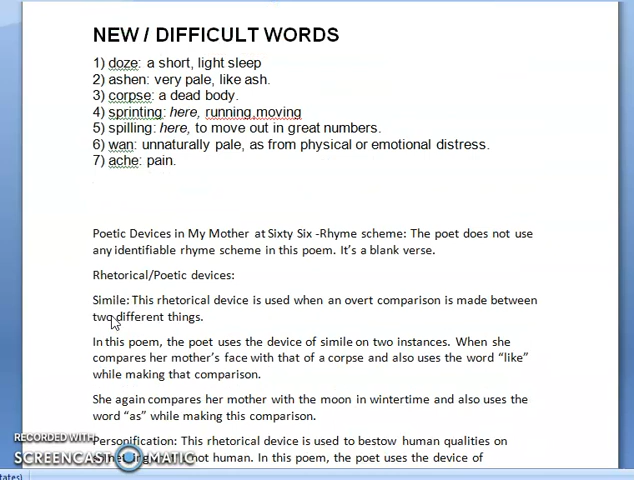 NEW / DIFFICULT WORDS
1) doze: a short, light sleep
2) ashen: very pale, like ash.
3) corpse: a dead body.
4) sprinting: here, running,moving
5) spilling: here, to move out in great numbers.
6) wan: unnaturally pale, as from physical or emotional distress.
7) ache: pain.
Poetic Devices in My Mother at Sixty Six -Rhyme scheme: The poet does not use
any identifiable rhyme scheme in this poem. It’s a blank verse.
Rhetorical/Poetic devices:
Simile: This rhetorical device is used when an overt comparison is made between
two different things.
In this poem, the poet uses the device of simile on two instances. When she
compares her mother’s face with that of a corpse and also uses the word “like”
while making that comparison.
She again compares her mother with the moon in wintertime and also uses the
word “as” while making this comparison.
Personification: This rhetorical device is used to bestow human qualities on
not human. In this poem, the poet uses the device of
RECORDED WITH
SCREENCAST MATIC
tates)